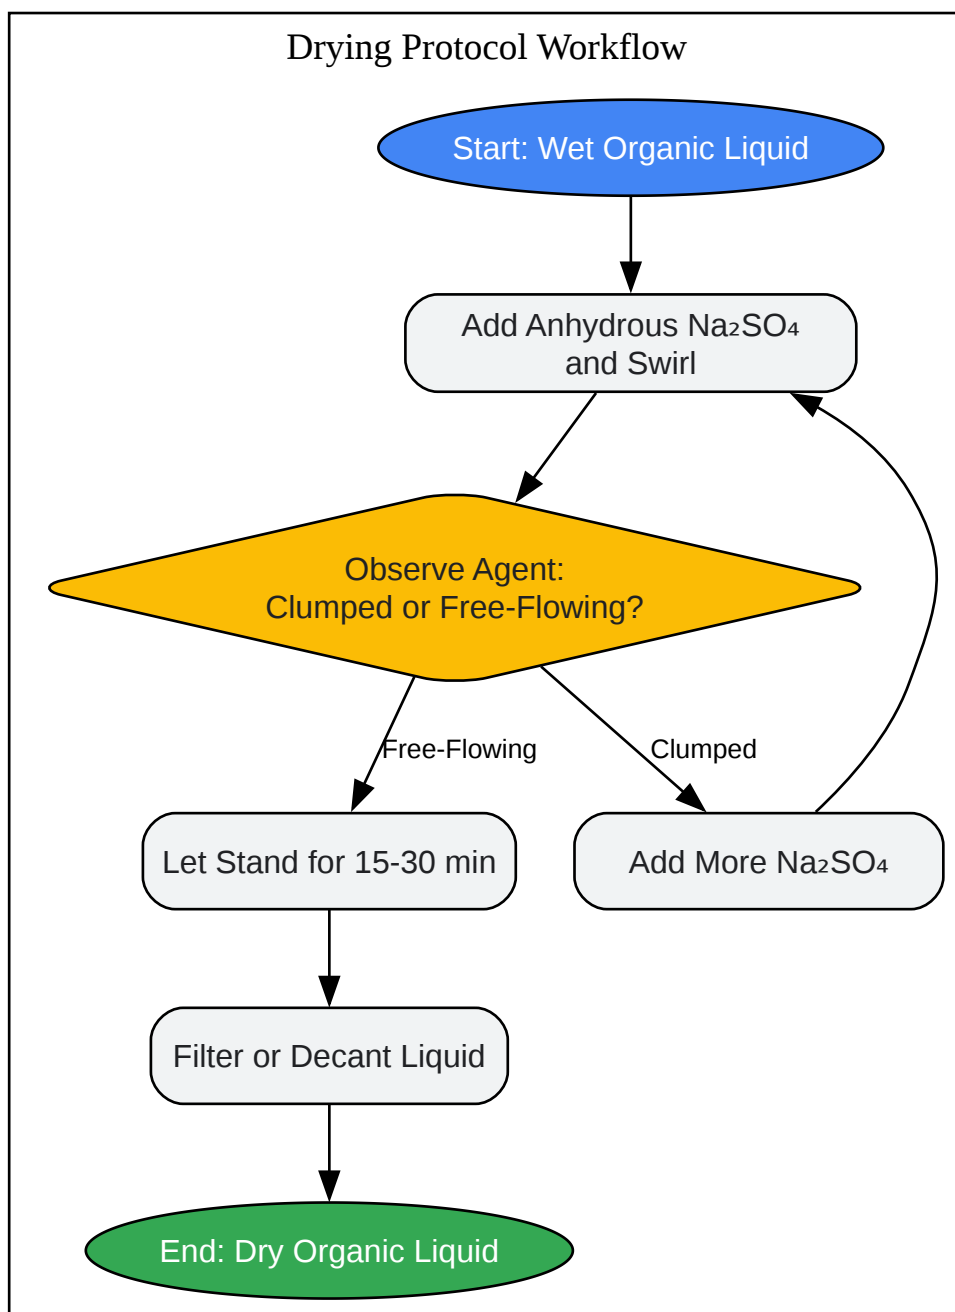 Drying Protocol Workflow
Start: Wet Organic Liquid
Add Anhydrous Na₂SO₄
and Swirl
Observe Agent:
Clumped or Free-Flowing?
Free-Flowing
Clumped
Let Stand for 15-30 min
Add More Na₂SO₄
Filter or Decant Liquid
End: Dry Organic Liquid